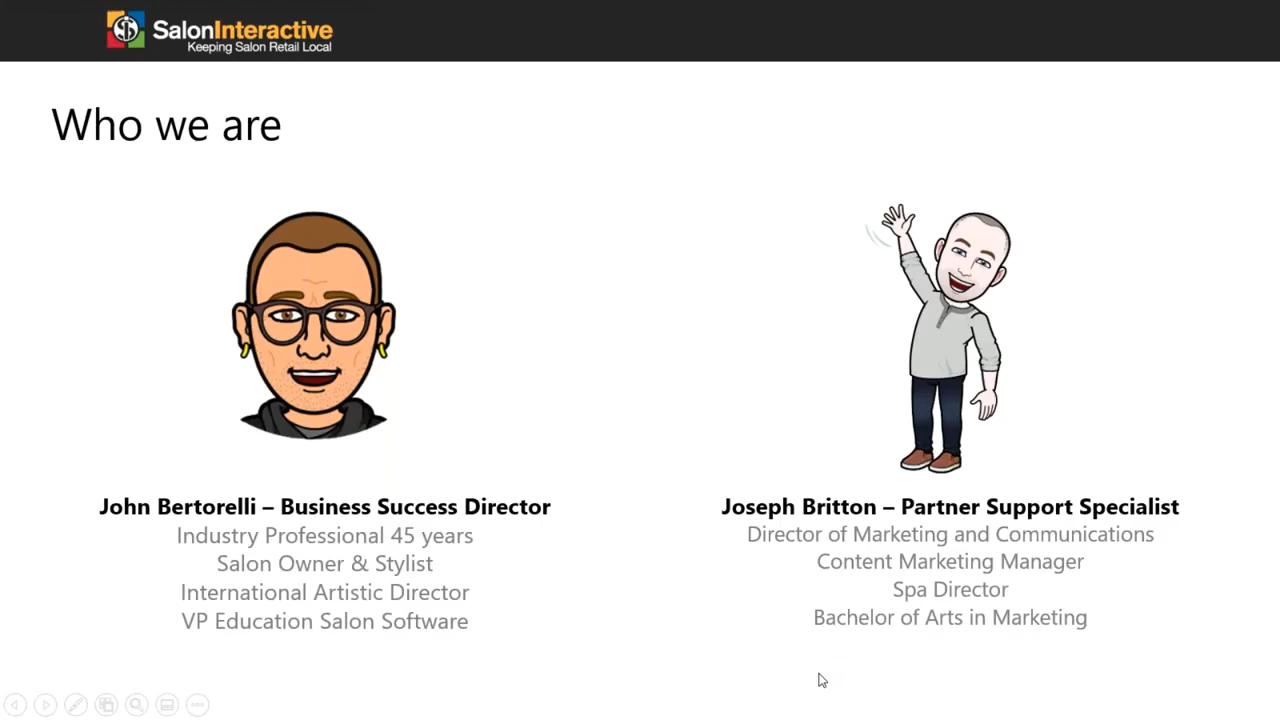 SalonInteractive
Keeping Salon Retail Local
Who we are
John Bertorelli – Business Success Director
Industry Professional 45 years
Salon Owner & Stylist
International Artistic Director
VP Education Salon Software
Joseph Britton – Partner Support Specialist
Director of Marketing and Communications
Content Marketing Manager
Spa Director
Bachelor of Arts in Marketing